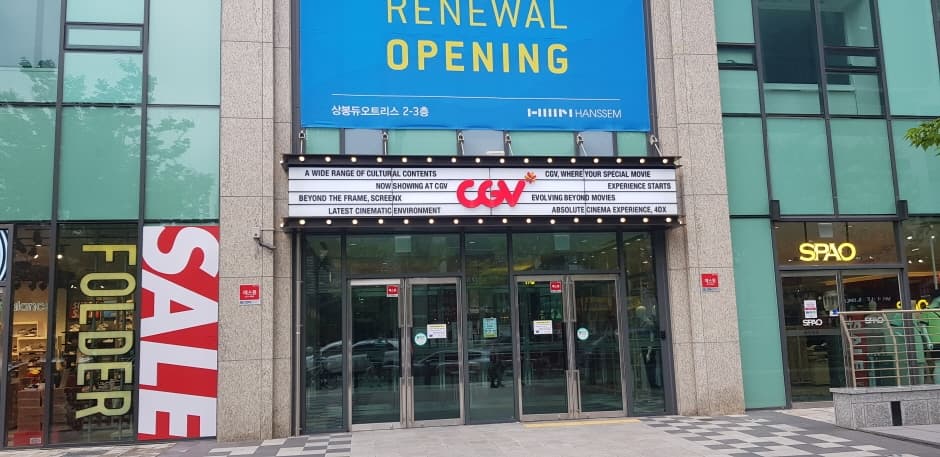 RENEWAL
OPENING
상봉듀오트리스 2-3층
HANSSEM
A WIDE RANGE OF CULTURAL CONTENTS
NOW SHOWING AT CGV
BEYOND THE FRAME, SCREENX
LATEST CINEMATIC ENVIRONMENT
CGV
CGV, WHERE YOUR SPECIAL MOVIE
EXPERIENCE STARTS
EVOLVING BEYOND MOVIES
ABSOLUTE CINEMA EXPERIENCE, 4DX
FOLDER
SALE
SPAO
SPAO
SPAO